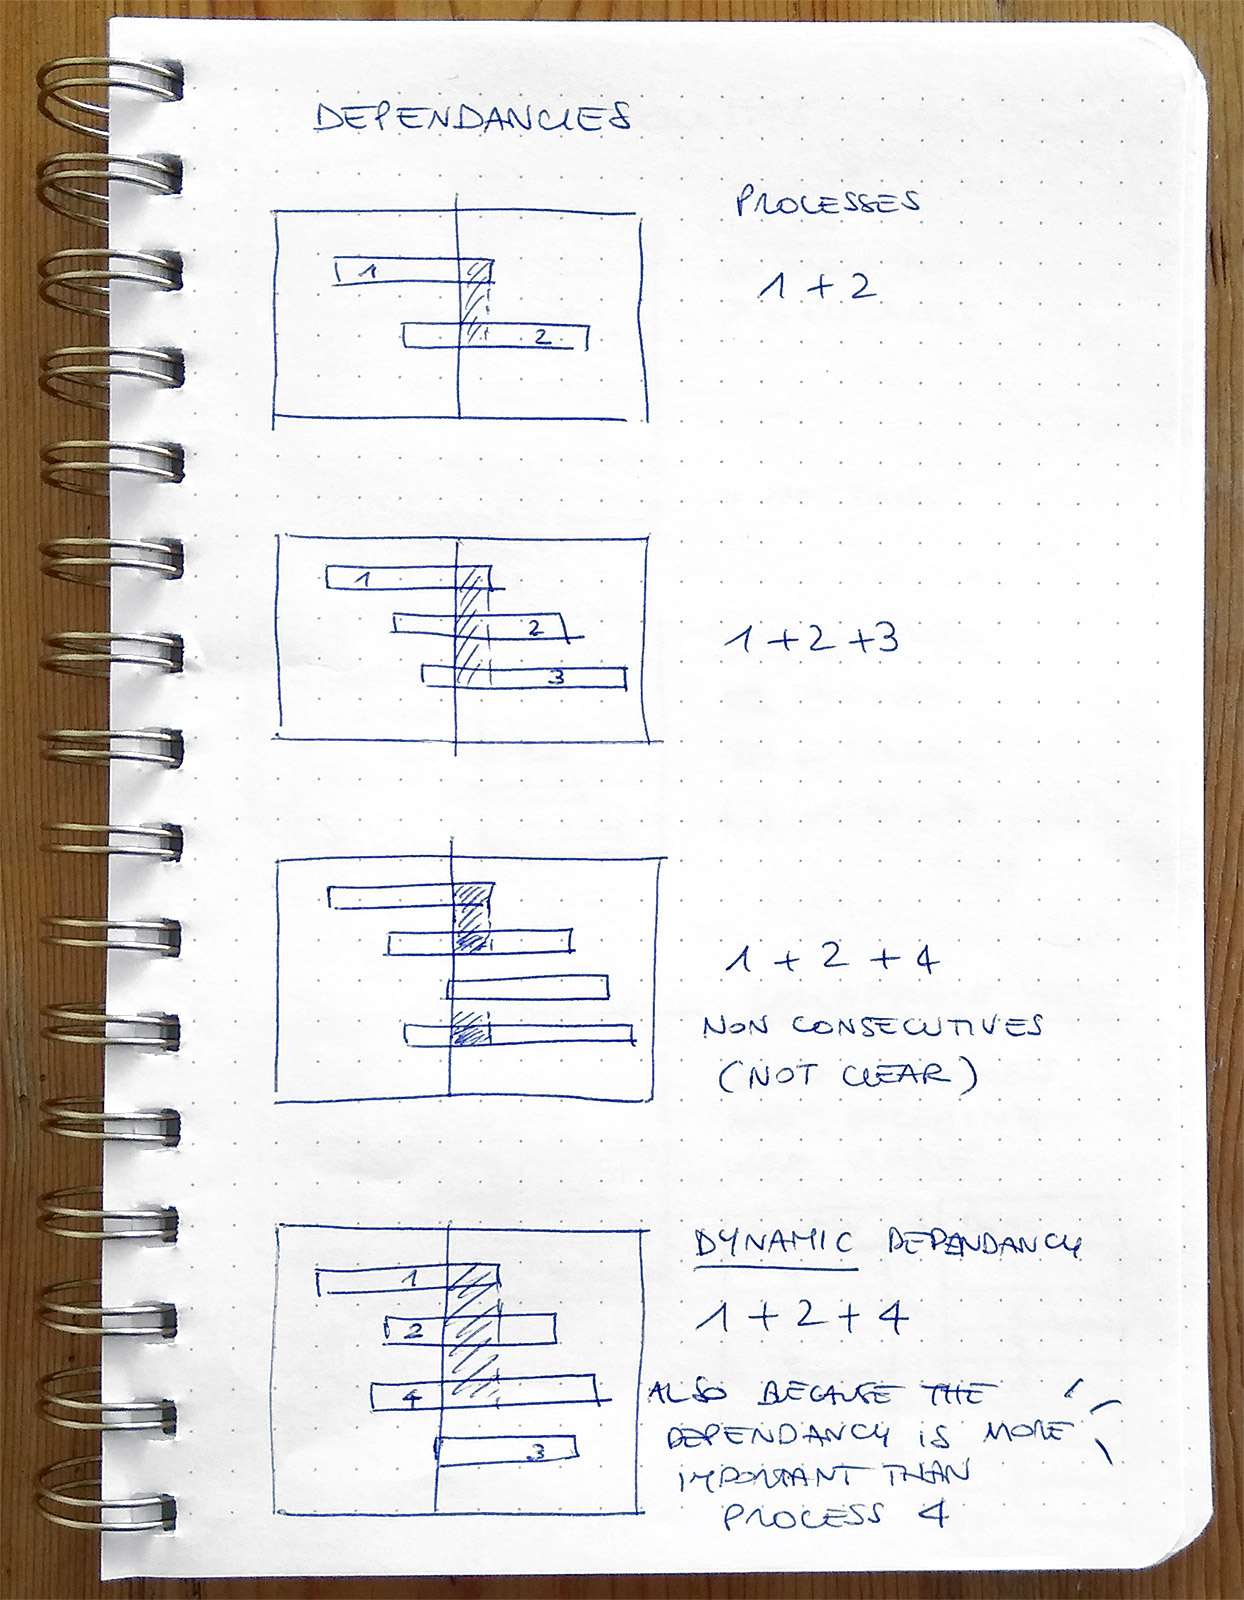 DEPENDANCIES
PROCESSES
1
2
1 + 2
1
2
3
1 + 2 + 3
1 + 2 + 4
NON CONSECUTIVES
(NOT CLEAR)
DYNAMIC DEPENDANCY
1
2
4
3
1 + 2 + 4
ALSO BECAUSE THE
DEPENDANCY IS MORE
IMPORTANT THAN
PROCESS 4